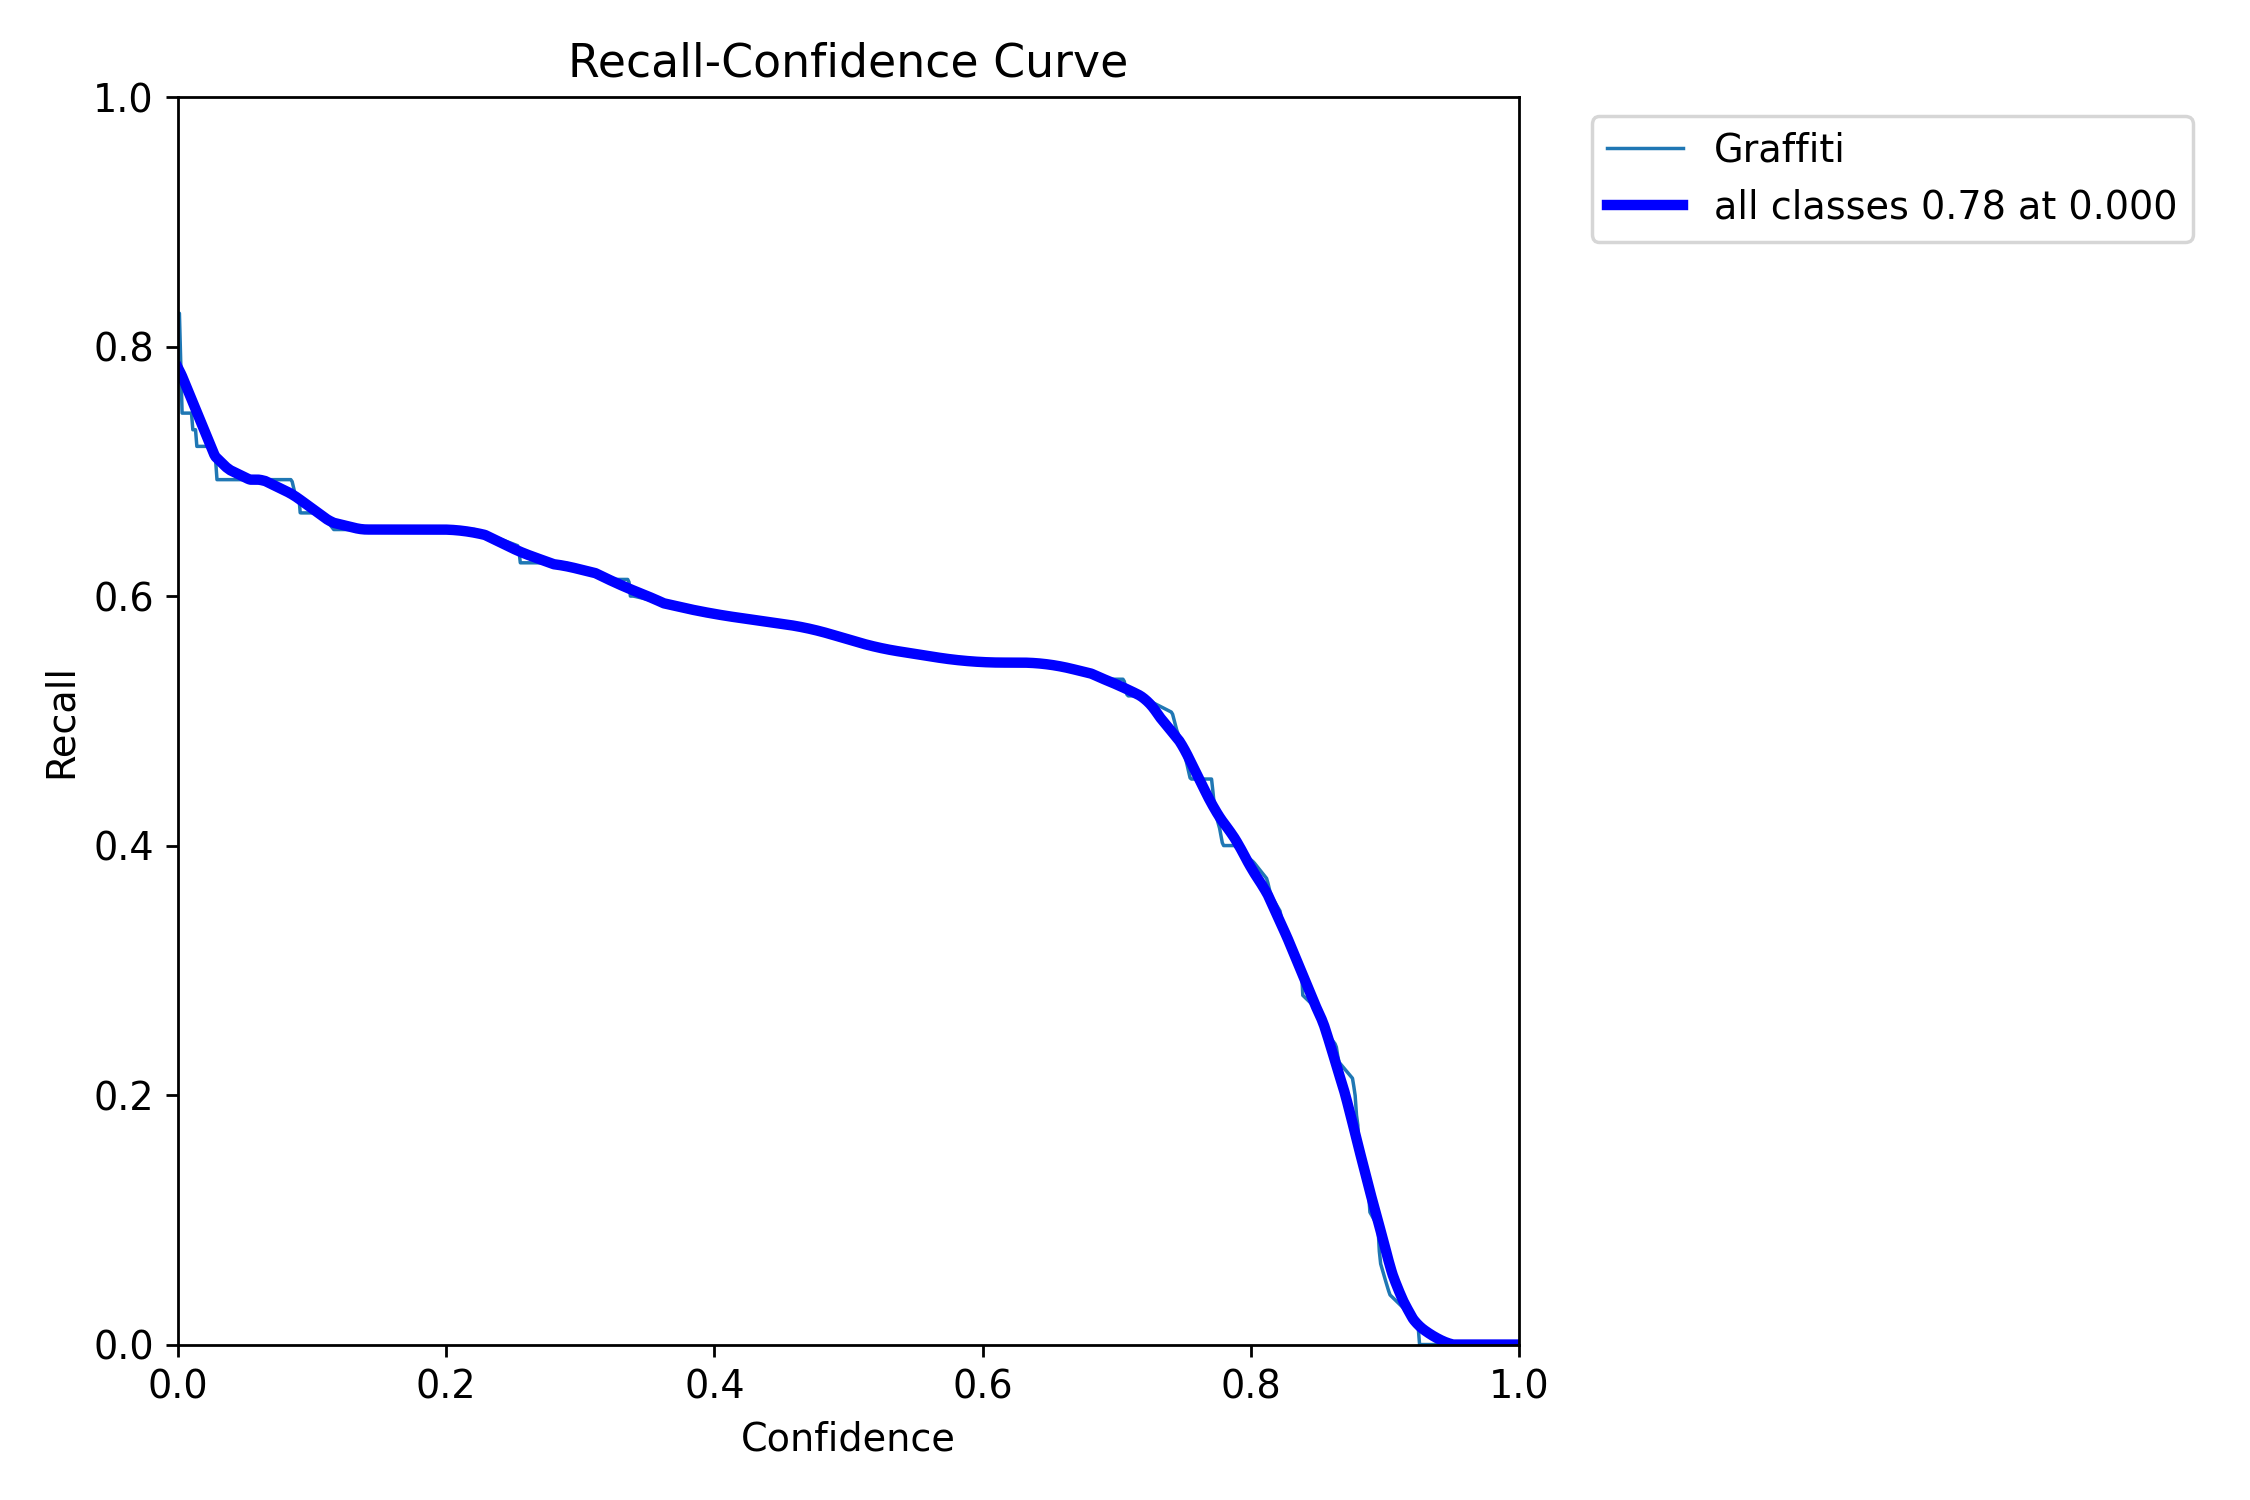 Recall-Confidence Curve
1.0
0.8
0.6
0.4
0.2
0.0
Recall
0.0 0.2 0.4 0.6 0.8 1.0
Confidence
Graffiti
all classes 0.78 at 0.000